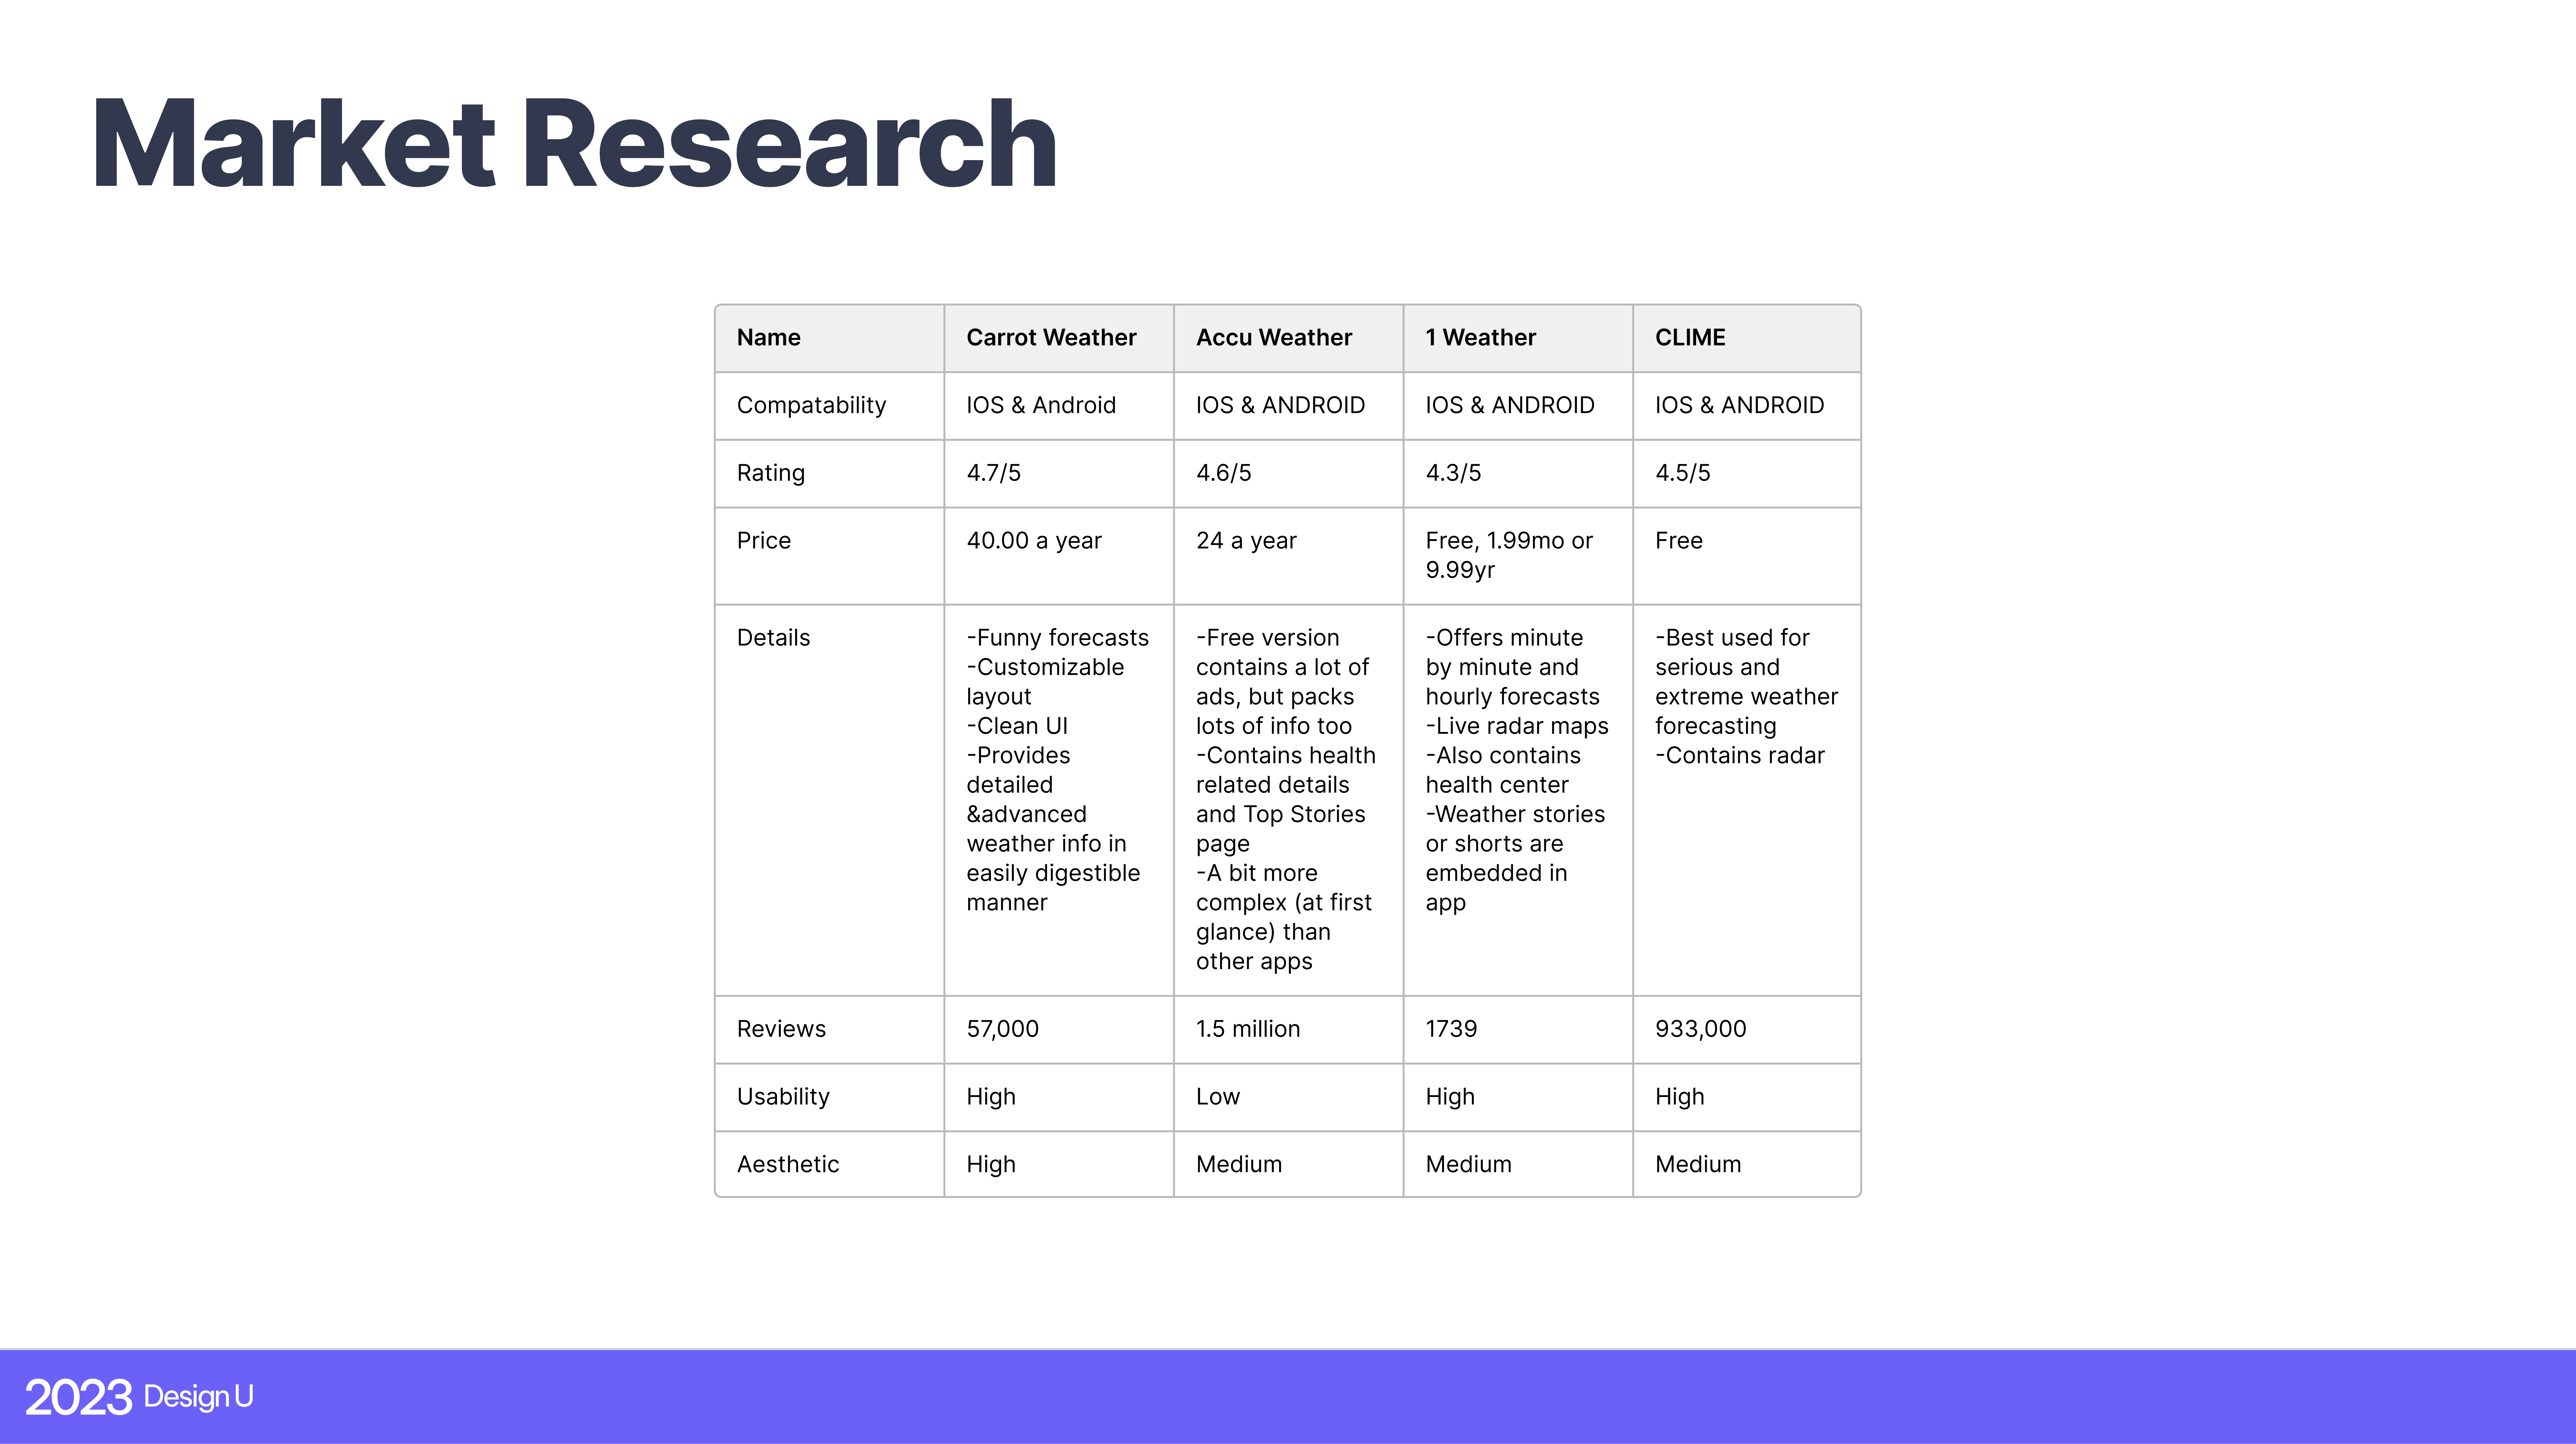 Market Research
Name
Carrot Weather
Accu Weather
1 Weather
CLIME
Compatability
IOS & Android
IOS & ANDROID
IOS & ANDROID
IOS & ANDROID
Rating
4.7/5
4.6/5
4.3/5
4.5/5
Price
40.00 a year
24 a year
Free, 1.99mo or
9.99yr
Free
Details
-Funny forecasts
-Customizable
layout
-Clean UI
-Provides
detailed
&advanced
weather info in
easily digestible
manner
-Free version
contains a lot of
ads, but packs
lots of info too
-Contains health
related details
and Top Stories
page
-A bit more
complex (at first
glance) than
other apps
-Offers minute
by minute and
hourly forecasts
-Live radar maps
-Also contains
health center
-Weather stories
or shorts are
embedded in
app
-Best used for
serious and
extreme weather
forecasting
-Contains radar
Reviews
57,000
1.5 million
1739
933,000
Usability
High
Low
High
High
Aesthetic
High
Medium
Medium
Medium
2023 Design U